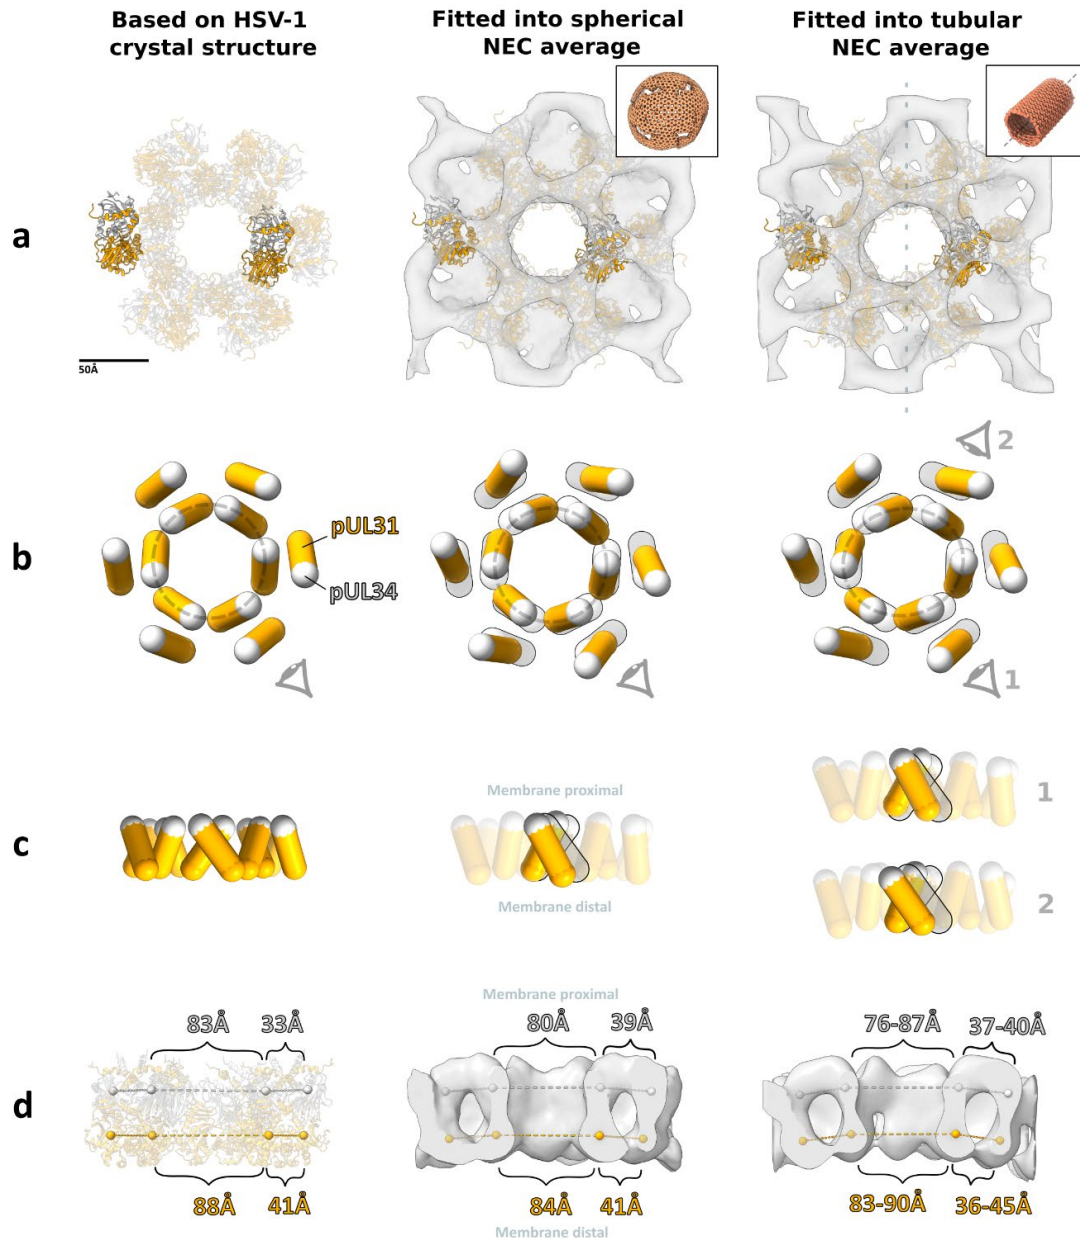 Based on HSV-1
crystal structure
Fitted into spherical
NEC average
Fitted into tubular
NEC average
a
50Å
b
pUL31
pUL34
2
1
c
Membrane proximal
Membrane distal
1
2
d
Membrane proximal
83Å
33Å
80Å
39Å
76-87Å
37-40Å
88Å
41Å
84Å
41Å
83-90Å
36-45Å
Membrane distal